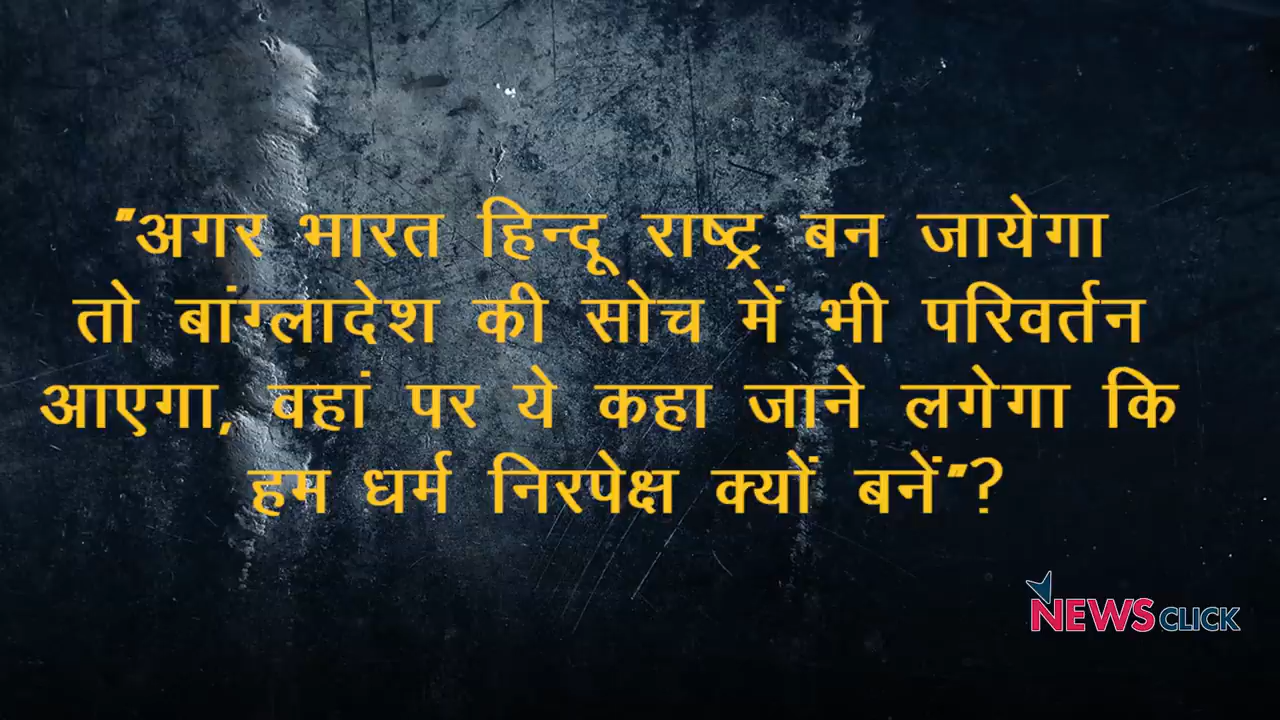 "अगर भारत हिन्दू राष्ट्र बन जायेगा
तो बांग्लादेश की सोच में भी परिवर्तन
आएगा, वहां पर ये कहा जाने लगेगा कि
हम धर्म निरपेक्ष क्यों बनें"?
NEWSCLICK